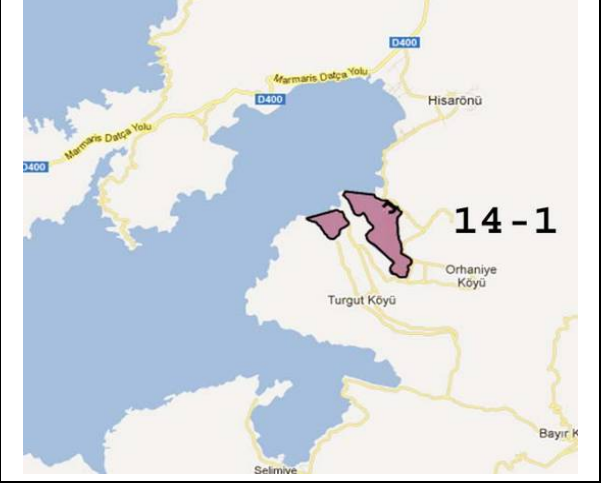 D400
Marmaris Datça Yolu
D400
Hisarönü
Marmaris Datça Yolu
D400
14-1
Orhaniye
Köyü
Turgut Köyü
Bayır K
Selimiye